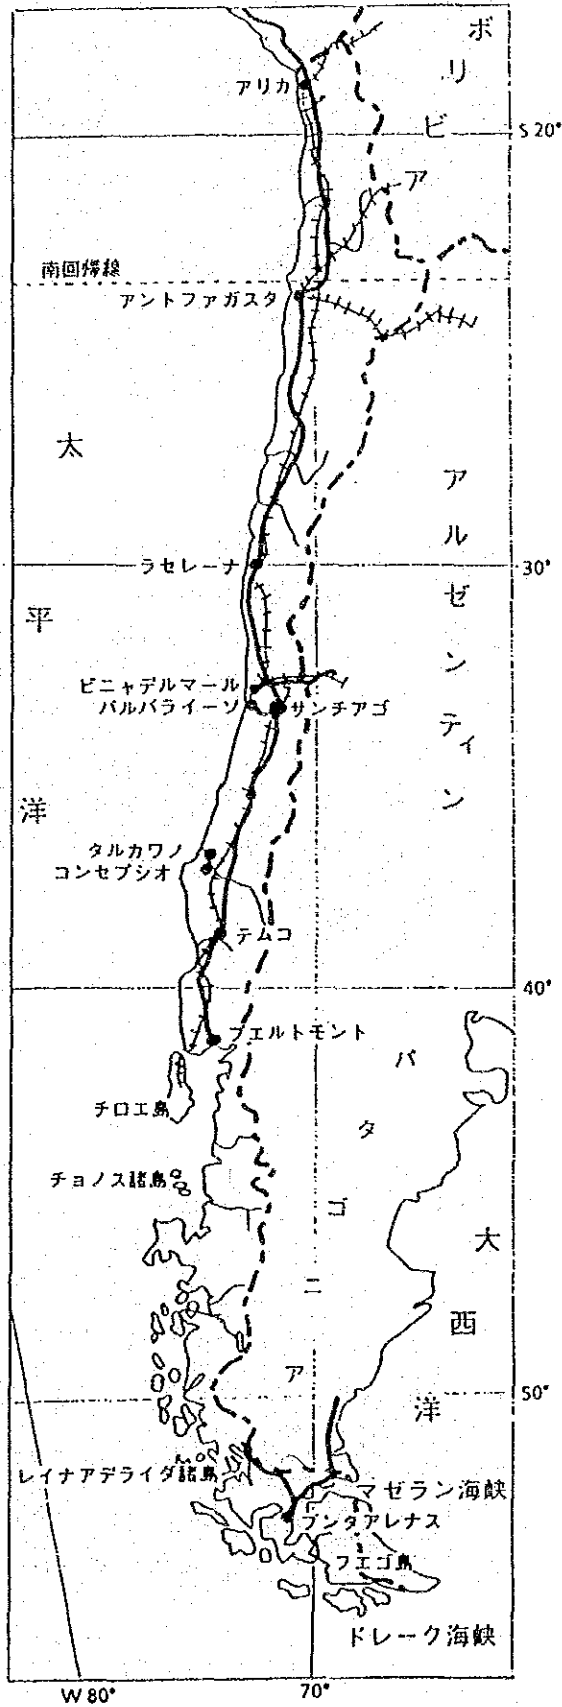 ボリビア
アリカ
S 20°
南回帰線
アントファガスタ
太平洋
アルゼンティン
ラセレーナ
30°
ビニャデルマール
バルパライーソ
サンチアゴ
タルカワノ
コンセプシオ
テムコ
40°
プエルトモント
パタゴニア
チロエ島
チョノス諸島
大西洋
50°
レイナアデライダ諸島
マゼラン海峡
プンタアレナス
フエゴ島
ドレーク海峡
W 80°
70°